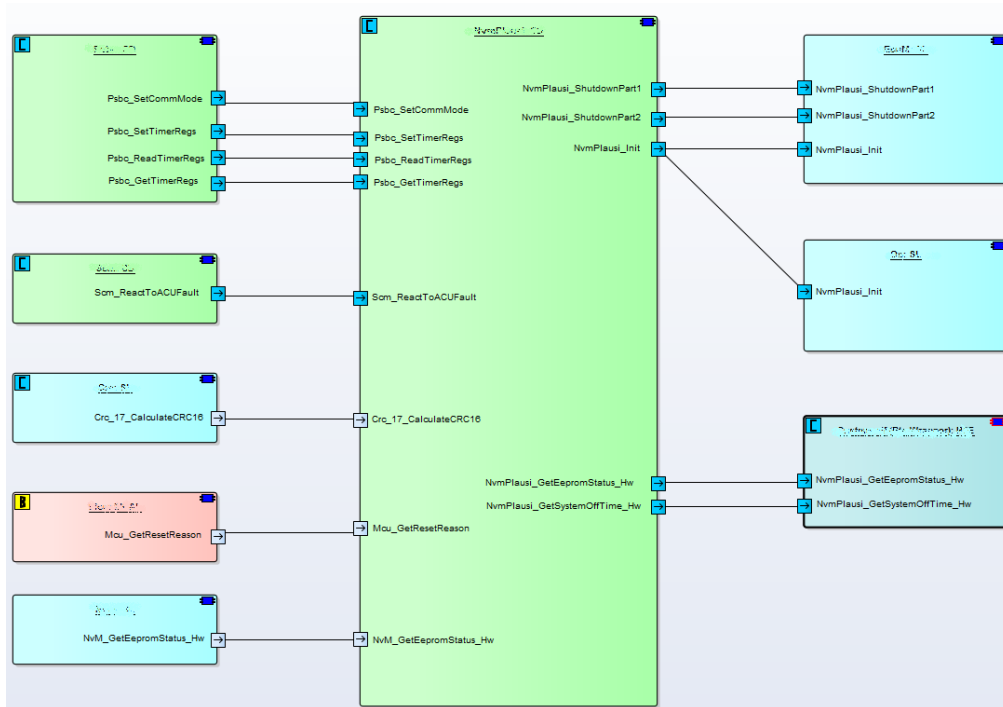 C
Psbc_SetCommMode
Psbc_SetTimerRegs
Psbc_ReadTimerRegs
Psbc_GetTimerRegs
C
Scm_ReactToACUFault
C
Crc_17_CalculateCRC16
B
Mcu_GetResetReason
NvM_GetEepromStatus_Hw
C
Psbc_SetCommMode
Psbc_SetTimerRegs
Psbc_ReadTimerRegs
Psbc_GetTimerRegs
Scm_ReactToACUFault
Crc_17_CalculateCRC16
Mcu_GetResetReason
NvM_GetEepromStatus_Hw
NvmPlausi_ShutdownPart1
NvmPlausi_ShutdownPart2
NvmPlausi_Init
NvmPlausi_GetEepromStatus_Hw
NvmPlausi_GetSystemOffTime_Hw
NvmPlausi_ShutdownPart1
NvmPlausi_ShutdownPart2
NvmPlausi_Init
NvmPlausi_Init
C
NvmPlausi_GetEepromStatus_Hw
NvmPlausi_GetSystemOffTime_Hw